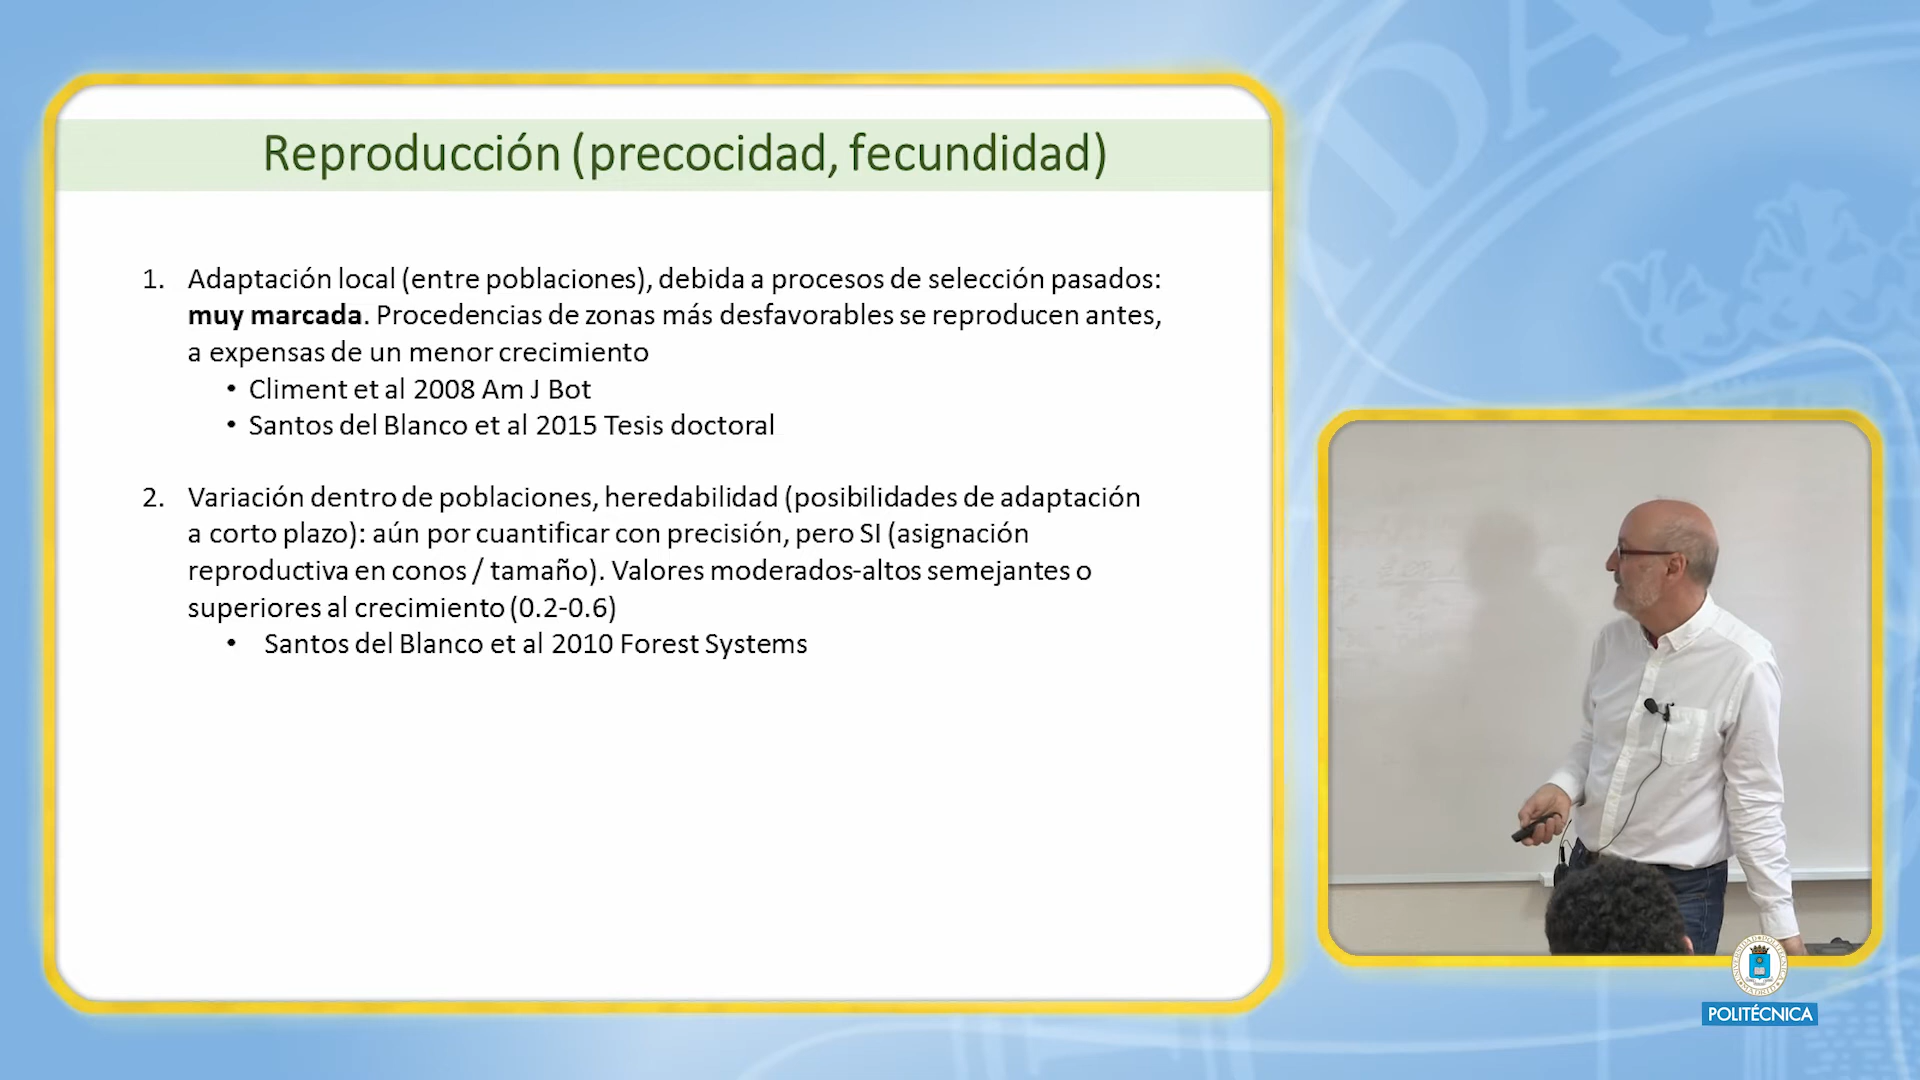 Reproducción (precocidad, fecundidad)
1. Adaptación local (entre poblaciones), debida a procesos de selección pasados:
muy marcada. Procedencias de zonas más desfavorables se reproducen antes,
a expensas de un menor crecimiento
• Climent et al 2008 Am J Bot
• Santos del Blanco et al 2015 Tesis doctoral
2. Variación dentro de poblaciones, heredabilidad (posibilidades de adaptación
a corto plazo): aún por cuantificar con precisión, pero SI (asignación
reproductiva en conos / tamaño). Valores moderados-altos semejantes o
superiores al crecimiento (0.2-0.6)
• Santos del Blanco et al 2010 Forest Systems
POLITÉCNICA